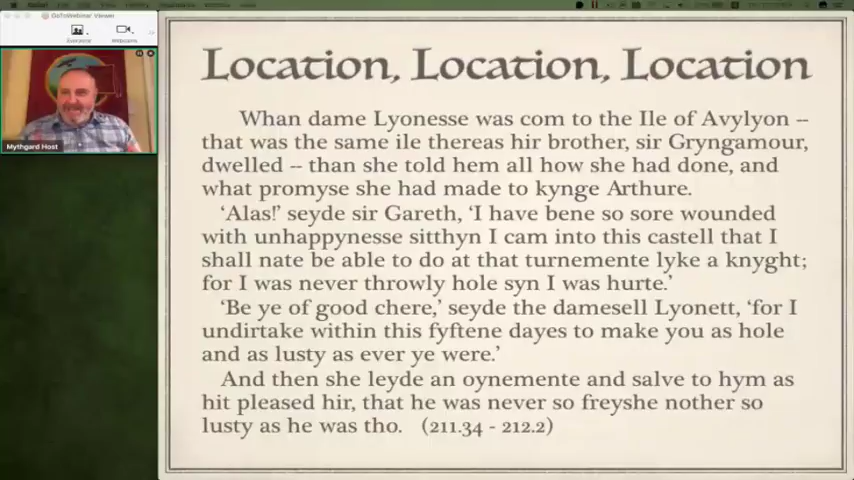 GoToWebinar Viewer
Webcams
Mythgard Host
Location, Location, Location
Whan dame Lyonesse was com to the Ile of Avylyon --
that was the same ile thereas hir brother, sir Gryngamour,
dwelled -- than she told hem all how she had done, and
what promyse she had made to kynge Arthure.
'Alas!' seyde sir Gareth, 'I have bene so sore wounded
with unhappynesse sitthyn I cam into this castell that I
shall nate be able to do at that turnemente lyke a knyght;
for I was never throwly hole syn I was hurte.'
'Be ye of good chere,' seyde the damesell Lyonett, 'for I
undirtake within this fyftene dayes to make you as hole
and as lusty as ever ye were.'
And then she leyde an oynemente and salve to hym as
hit pleased hir, that he was never so freyshe nother so
lusty as he was tho. (211.34 - 212.2)